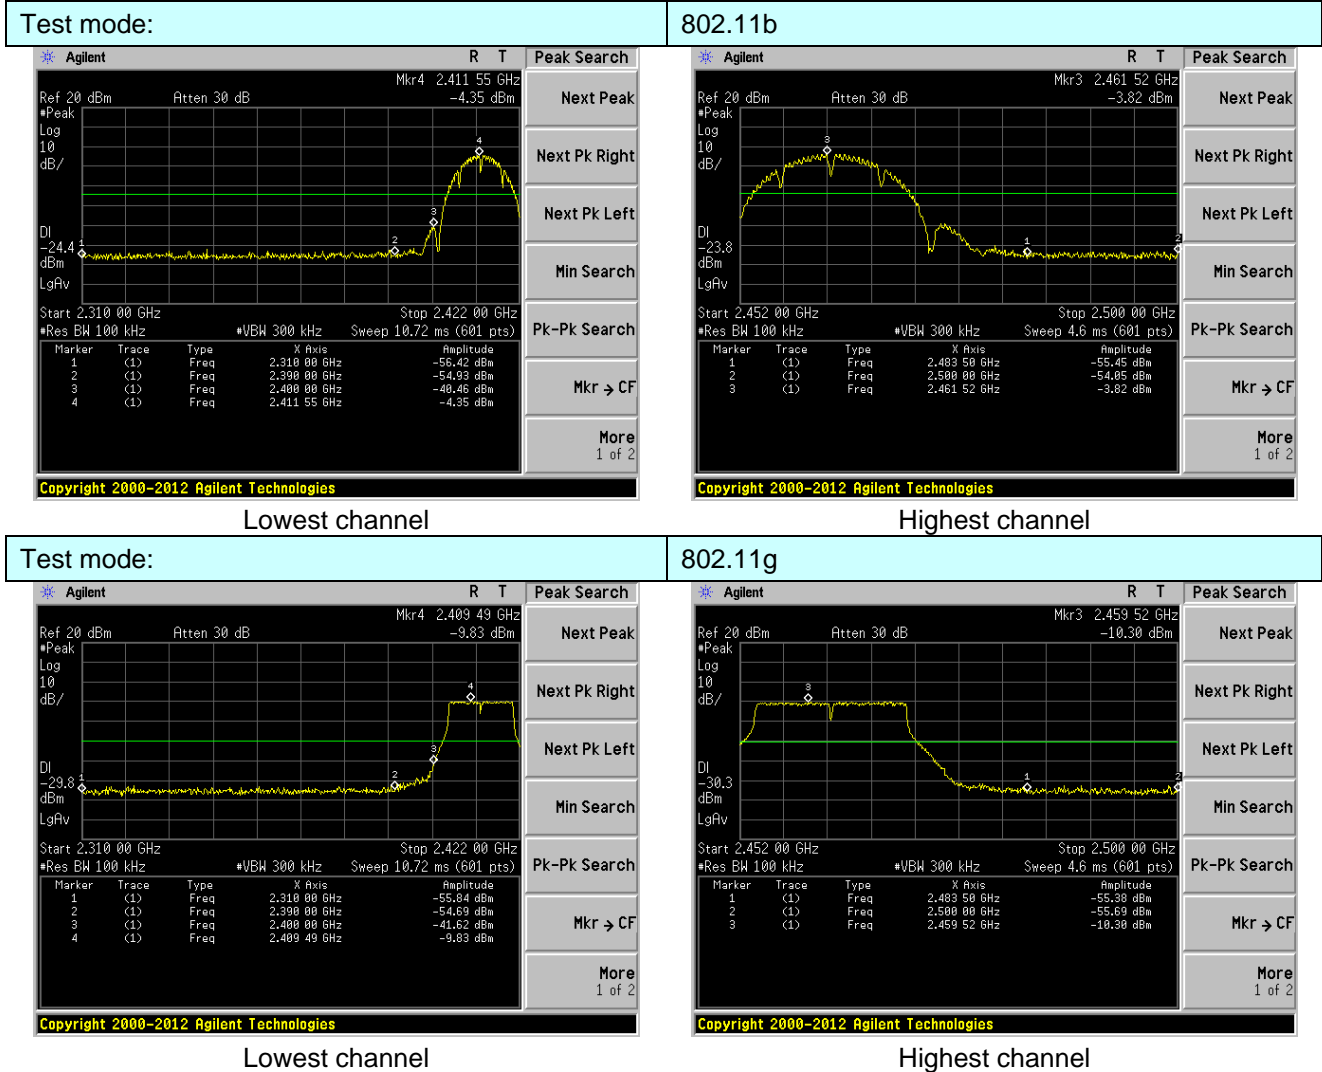 Test mode: 802.11b
Agilent R T Peak Search
Mkr4 2.411 55 GHz
Ref 20 dBm Atten 30 dB -4.35 dBm
#Peak
Log
10
dB/
4
3
2
1
DI
-24.4
dBm
LgAv
Start 2.310 00 GHz Stop 2.422 00 GHz
#Res BW 100 kHz #VBW 300 kHz Sweep 10.72 ms (601 pts)
Marker Trace Type X Axis Amplitude
1 (1) Freq 2.310 00 GHz -56.42 dBm
2 (1) Freq 2.390 00 GHz -54.93 dBm
3 (1) Freq 2.400 00 GHz -40.46 dBm
4 (1) Freq 2.411 55 GHz -4.35 dBm
Next Peak
Next Pk Right
Next Pk Left
Min Search
Pk-Pk Search
Mkr → CF
More
1 of 2
Copyright 2000-2012 Agilent Technologies
Lowest channel
Agilent R T Peak Search
Mkr3 2.461 52 GHz
Ref 20 dBm Atten 30 dB -3.82 dBm
#Peak
Log
10
dB/
3
1
2
DI
-23.8
dBm
LgAv
Start 2.452 00 GHz Stop 2.500 00 GHz
#Res BW 100 kHz #VBW 300 kHz Sweep 4.6 ms (601 pts)
Marker Trace Type X Axis Amplitude
1 (1) Freq 2.483 50 GHz -55.45 dBm
2 (1) Freq 2.500 00 GHz -54.05 dBm
3 (1) Freq 2.461 52 GHz -3.82 dBm
Next Peak
Next Pk Right
Next Pk Left
Min Search
Pk-Pk Search
Mkr → CF
More
1 of 2
Copyright 2000-2012 Agilent Technologies
Highest channel
Test mode: 802.11g
Agilent R T Peak Search
Mkr4 2.409 49 GHz
Ref 20 dBm Atten 30 dB -9.83 dBm
#Peak
Log
10
dB/
4
3
2
1
DI
-29.8
dBm
LgAv
Start 2.310 00 GHz Stop 2.422 00 GHz
#Res BW 100 kHz #VBW 300 kHz Sweep 10.72 ms (601 pts)
Marker Trace Type X Axis Amplitude
1 (1) Freq 2.310 00 GHz -55.84 dBm
2 (1) Freq 2.390 00 GHz -54.69 dBm
3 (1) Freq 2.400 00 GHz -41.62 dBm
4 (1) Freq 2.409 49 GHz -9.83 dBm
Next Peak
Next Pk Right
Next Pk Left
Min Search
Pk-Pk Search
Mkr → CF
More
1 of 2
Copyright 2000-2012 Agilent Technologies
Lowest channel
Agilent R T Peak Search
Mkr3 2.459 52 GHz
Ref 20 dBm Atten 30 dB -10.30 dBm
#Peak
Log
10
dB/
3
1
2
DI
-30.3
dBm
LgAv
Start 2.452 00 GHz Stop 2.500 00 GHz
#Res BW 100 kHz #VBW 300 kHz Sweep 4.6 ms (601 pts)
Marker Trace Type X Axis Amplitude
1 (1) Freq 2.483 50 GHz -55.38 dBm
2 (1) Freq 2.500 00 GHz -55.69 dBm
3 (1) Freq 2.459 52 GHz -10.30 dBm
Next Peak
Next Pk Right
Next Pk Left
Min Search
Pk-Pk Search
Mkr → CF
More
1 of 2
Copyright 2000-2012 Agilent Technologies
Highest channel